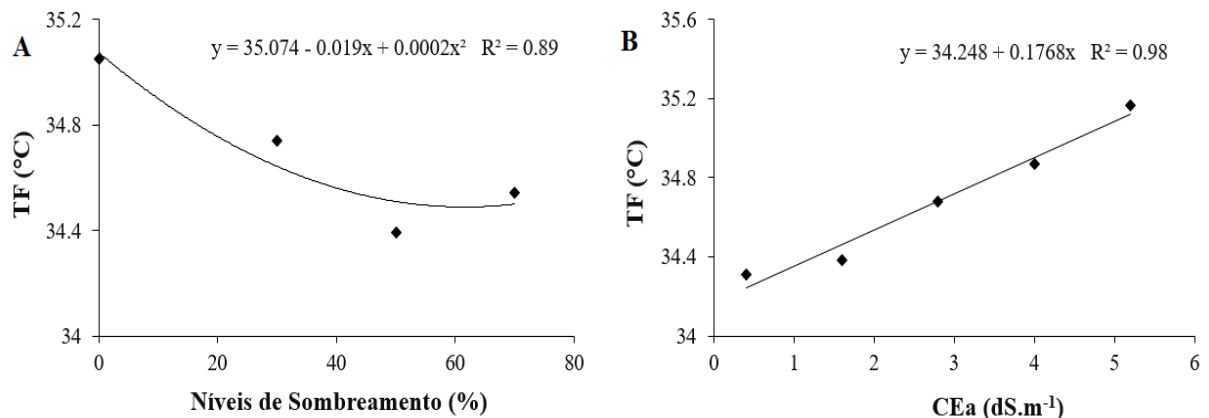 A
y = 35.074 - 0.019x + 0.0002x² R² = 0.89
TF (°C)
35.2
34.8
34.4
34
0 20 40 60 80
Níveis de Sombreamento (%)
B
y = 34.248 + 0.1768x R² = 0.98
TF (°C)
35.6
35.2
34.8
34.4
34
0 1 2 3 4 5 6
CEa (dS.m⁻¹)